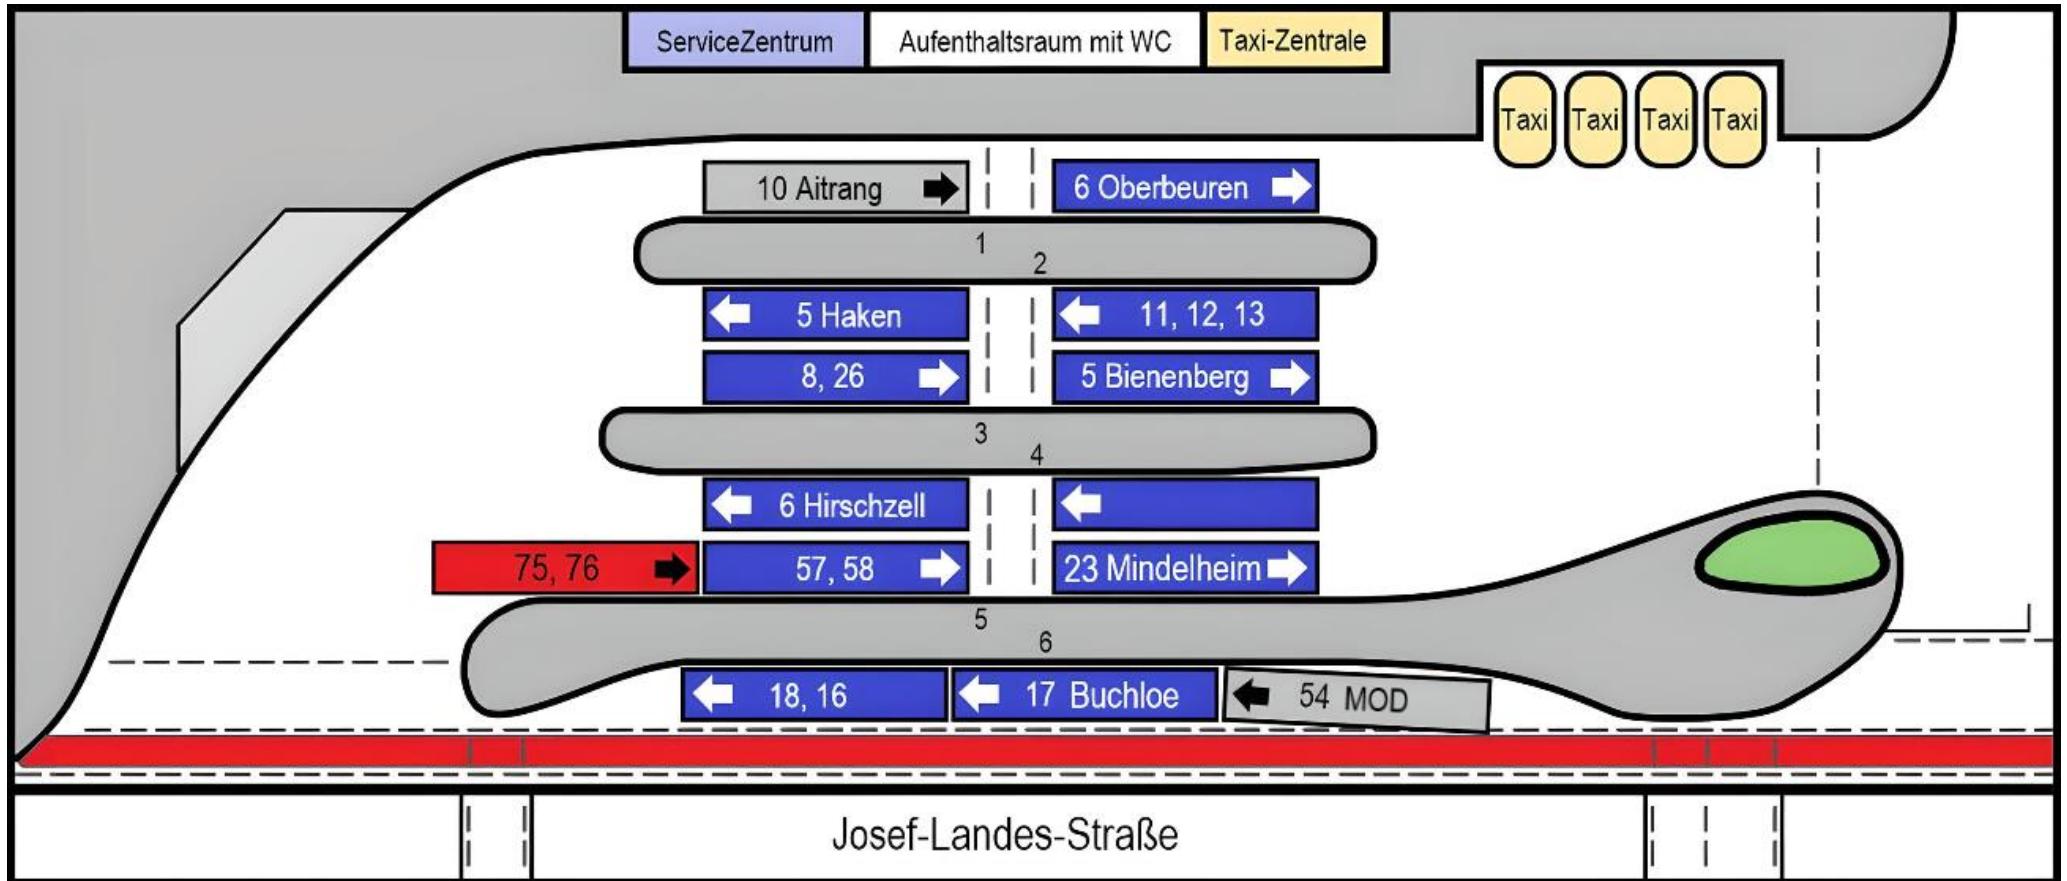 ServiceZentrum
Aufenthaltsraum mit WC
Taxi-Zentrale
Taxi
Taxi
Taxi
Taxi
10 Aitrang
6 Oberbeuren
1
2
5 Haken
11, 12, 13
8, 26
5 Bienenberg
3
4
6 Hirschzell
75, 76
57, 58
23 Mindelheim
5
6
18, 16
17 Buchloe
54 MOD
Josef-Landes-Straße